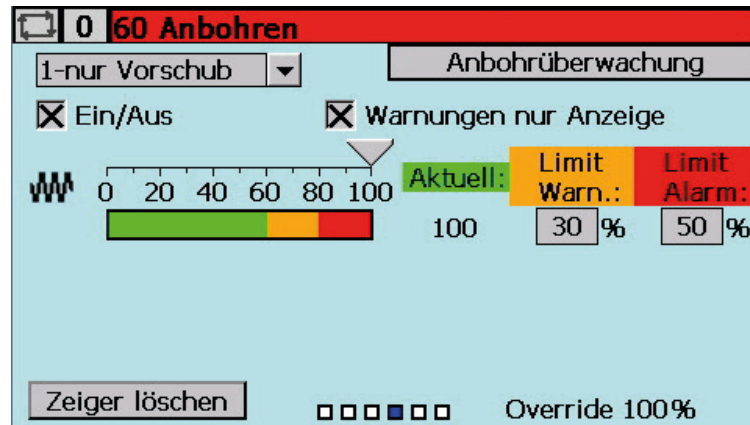 0 60 Anbohren
1-nur Vorschub Anbohrüberwachung
Ein/Aus Warnungen nur Anzeige
0 20 40 60 80 100 Aktuell: Limit Warn.: Limit Alarm:
100 30 % 50 %
Zeiger löschen Override 100%